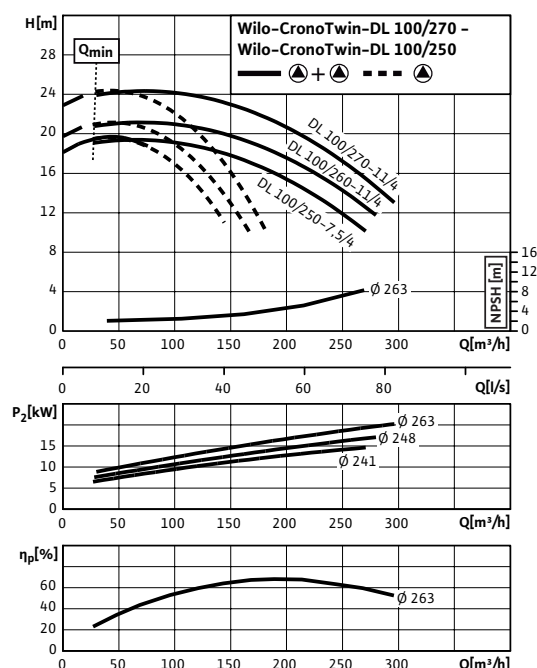 H[m]
Qmin
Wilo-CronoTwin-DL 100/270 -
Wilo-CronoTwin-DL 100/250
+
28
24
20
16
12
8
4
0
DL 100/270-11/4
DL 100/260-11/4
DL 100/250-7.5/4
Ø 263
NPSH [m]
16
12
8
4
0
0 50 100 150 200 250 300 Q[m³/h]
0 20 40 60 80 Q[l/s]
P₂[kW]
15
10
5
0
Ø 263
Ø 248
Ø 241
0 50 100 150 200 250 300 Q[m³/h]
ηp[%]
60
40
20
0
Ø 263
0 50 100 150 200 250 300 Q[m³/h]